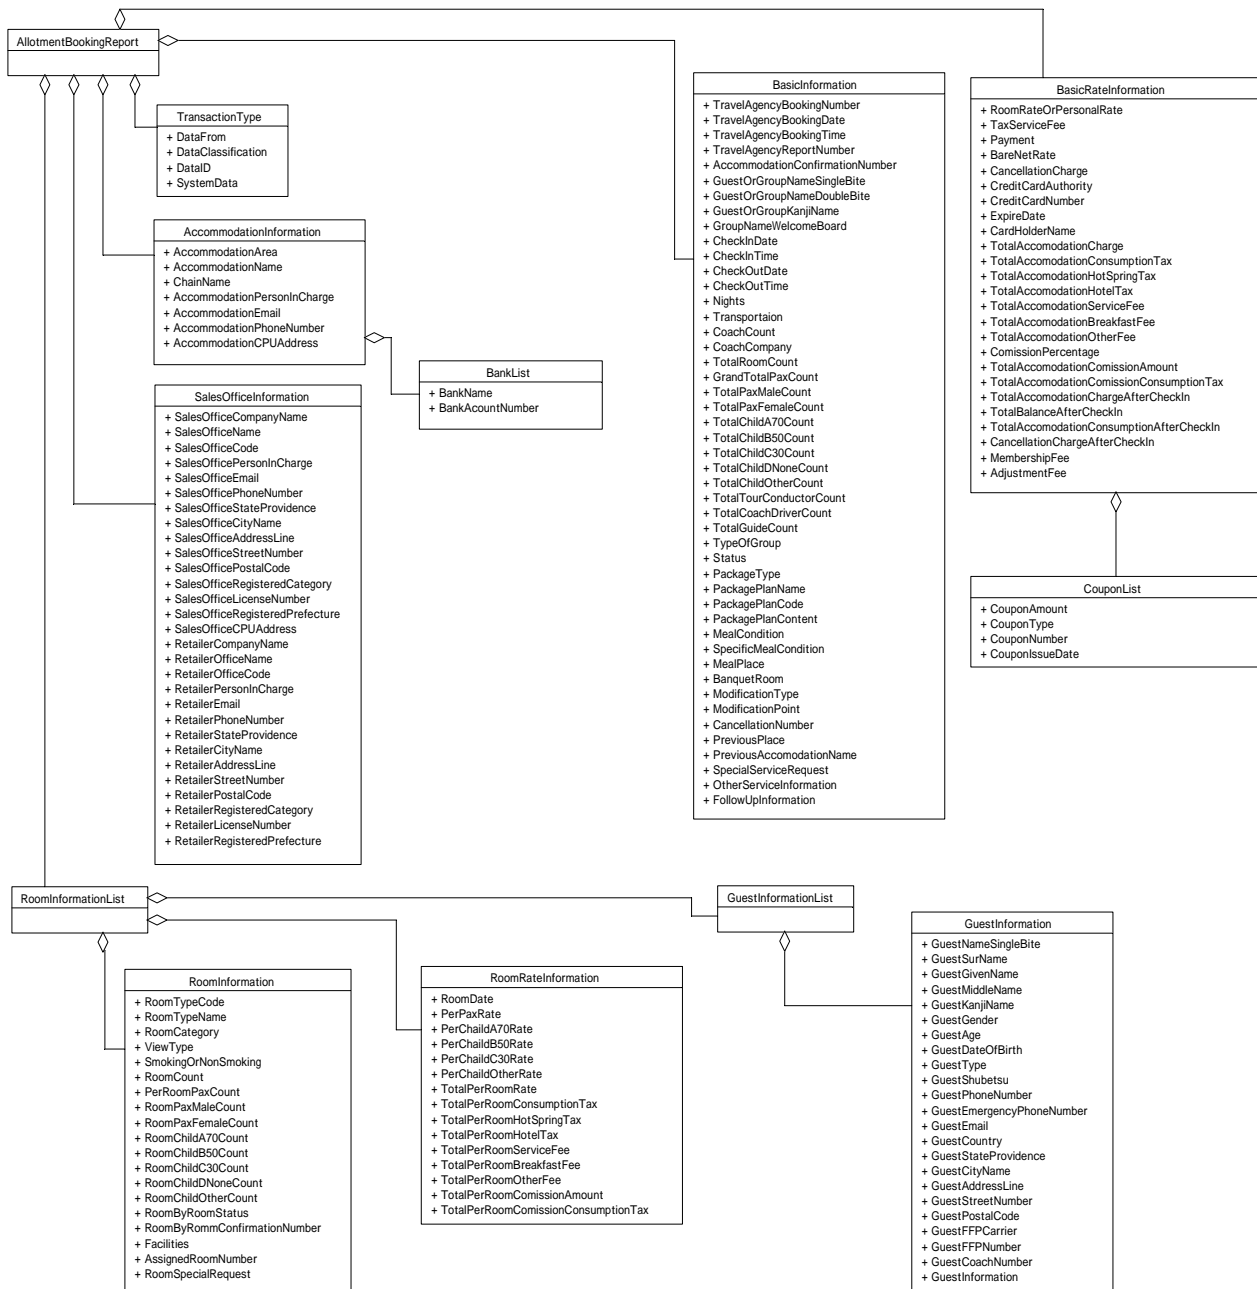 AllotmentBookingReport
TransactionType
+ DataFrom
+ DataClassification
+ DataID
+ SystemData
AccommodationInformation
+ AccommodationArea
+ AccommodationName
+ ChainName
+ AccommodationPersonInCharge
+ AccommodationEmail
+ AccommodationPhoneNumber
+ AccommodationCPUAddress
BankList
+ BankName
+ BankAcountNumber
SalesOfficeInformation
+ SalesOfficeCompanyName
+ SalesOfficeName
+ SalesOfficeCode
+ SalesOfficePersonInCharge
+ SalesOfficeEmail
+ SalesOfficePhoneNumber
+ SalesOfficeStateProvidence
+ SalesOfficeCityName
+ SalesOfficeAddressLine
+ SalesOfficeStreetNumber
+ SalesOfficePostalCode
+ SalesOfficeRegisteredCategory
+ SalesOfficeLicenseNumber
+ SalesOfficeRegisteredPrefecture
+ SalesOfficeCPUAddress
+ RetailerCompanyName
+ RetailerOfficeName
+ RetailerOfficeCode
+ RetailerPersonInCharge
+ RetailerEmail
+ RetailerPhoneNumber
+ RetailerStateProvidence
+ RetailerCityName
+ RetailerAddressLine
+ RetailerStreetNumber
+ RetailerPostalCode
+ RetailerRegisteredCategory
+ RetailerLicenseNumber
+ RetailerRegisteredPrefecture
BasicInformation
+ TravelAgencyBookingNumber
+ TravelAgencyBookingDate
+ TravelAgencyBookingTime
+ TravelAgencyReportNumber
+ AccommodationConfirmationNumber
+ GuestOrGroupNameSingleBite
+ GuestOrGroupNameDoubleBite
+ GuestOrGroupKanjiName
+ GroupNameWelcomeBoard
+ CheckInDate
+ CheckInTime
+ CheckOutDate
+ CheckOutTime
+ Nights
+ Transportaion
+ CoachCount
+ CoachCompany
+ TotalRoomCount
+ GrandTotalPaxCount
+ TotalPaxMaleCount
+ TotalPaxFemaleCount
+ TotalChildA70Count
+ TotalChildB50Count
+ TotalChildC30Count
+ TotalChildDNoneCount
+ TotalChildOtherCount
+ TotalTourConductorCount
+ TotalCoachDriverCount
+ TotalGuideCount
+ TypeOfGroup
+ Status
+ PackageType
+ PackagePlanName
+ PackagePlanCode
+ PackagePlanContent
+ MealCondition
+ SpecificMealCondition
+ MealPlace
+ BanquetRoom
+ ModificationType
+ ModificationPoint
+ CancellationNumber
+ PreviousPlace
+ PreviousAccomodationName
+ SpecialServiceRequest
+ OtherServiceInformation
+ FollowUpInformation
BasicRateInformation
+ RoomRateOrPersonalRate
+ TaxServiceFee
+ Payment
+ BareNetRate
+ CancellationCharge
+ CreditCardAuthority
+ CreditCardNumber
+ ExpireDate
+ CardHolderName
+ TotalAccomodationCharge
+ TotalAccomodationConsumptionTax
+ TotalAccomodationHotSpringTax
+ TotalAccomodationHotelTax
+ TotalAccomodationServiceFee
+ TotalAccomodationBreakfastFee
+ TotalAccomodationOtherFee
+ ComissionPercentage
+ TotalAccomodationComissionAmount
+ TotalAccomodationComissionConsumptionTax
+ TotalAccomodationChargeAfterCheckIn
+ TotalBalanceAfterCheckIn
+ TotalAccomodationConsumptionAfterCheckIn
+ CancellationChargeAfterCheckIn
+ MembershipFee
+ AdjustmentFee
CouponList
+ CouponAmount
+ CouponType
+ CouponNumber
+ CouponIssueDate
RoomInformationList
RoomInformation
+ RoomTypeCode
+ RoomTypeName
+ RoomCategory
+ ViewType
+ SmokingOrNonSmoking
+ RoomCount
+ PerRoomPaxCount
+ RoomPaxMaleCount
+ RoomPaxFemaleCount
+ RoomChildA70Count
+ RoomChildB50Count
+ RoomChildC30Count
+ RoomChildDNoneCount
+ RoomChildOtherCount
+ RoomByRoomStatus
+ RoomByRommConfirmationNumber
+ Facilities
+ AssignedRoomNumber
+ RoomSpecialRequest
RoomRateInformation
+ RoomDate
+ PerPaxRate
+ PerChaildA70Rate
+ PerChaildB50Rate
+ PerChaildC30Rate
+ PerChaildOtherRate
+ TotalPerRoomRate
+ TotalPerRoomConsumptionTax
+ TotalPerRoomHotSpringTax
+ TotalPerRoomHotelTax
+ TotalPerRoomServiceFee
+ TotalPerRoomBreakfastFee
+ TotalPerRoomOtherFee
+ TotalPerRoomComissionAmount
+ TotalPerRoomComissionConsumptionTax
GuestInformationList
GuestInformation
+ GuestNameSingleBite
+ GuestSurName
+ GuestGivenName
+ GuestMiddleName
+ GuestKanjiName
+ GuestGender
+ GuestAge
+ GuestDateOfBirth
+ GuestType
+ GuestShubetsu
+ GuestPhoneNumber
+ GuestEmergencyPhoneNumber
+ GuestEmail
+ GuestCountry
+ GuestStateProvidence
+ GuestCityName
+ GuestAddressLine
+ GuestStreetNumber
+ GuestPostalCode
+ GuestFFPCarrier
+ GuestFFPNumber
+ GuestCoachNumber
+ GuestInformation